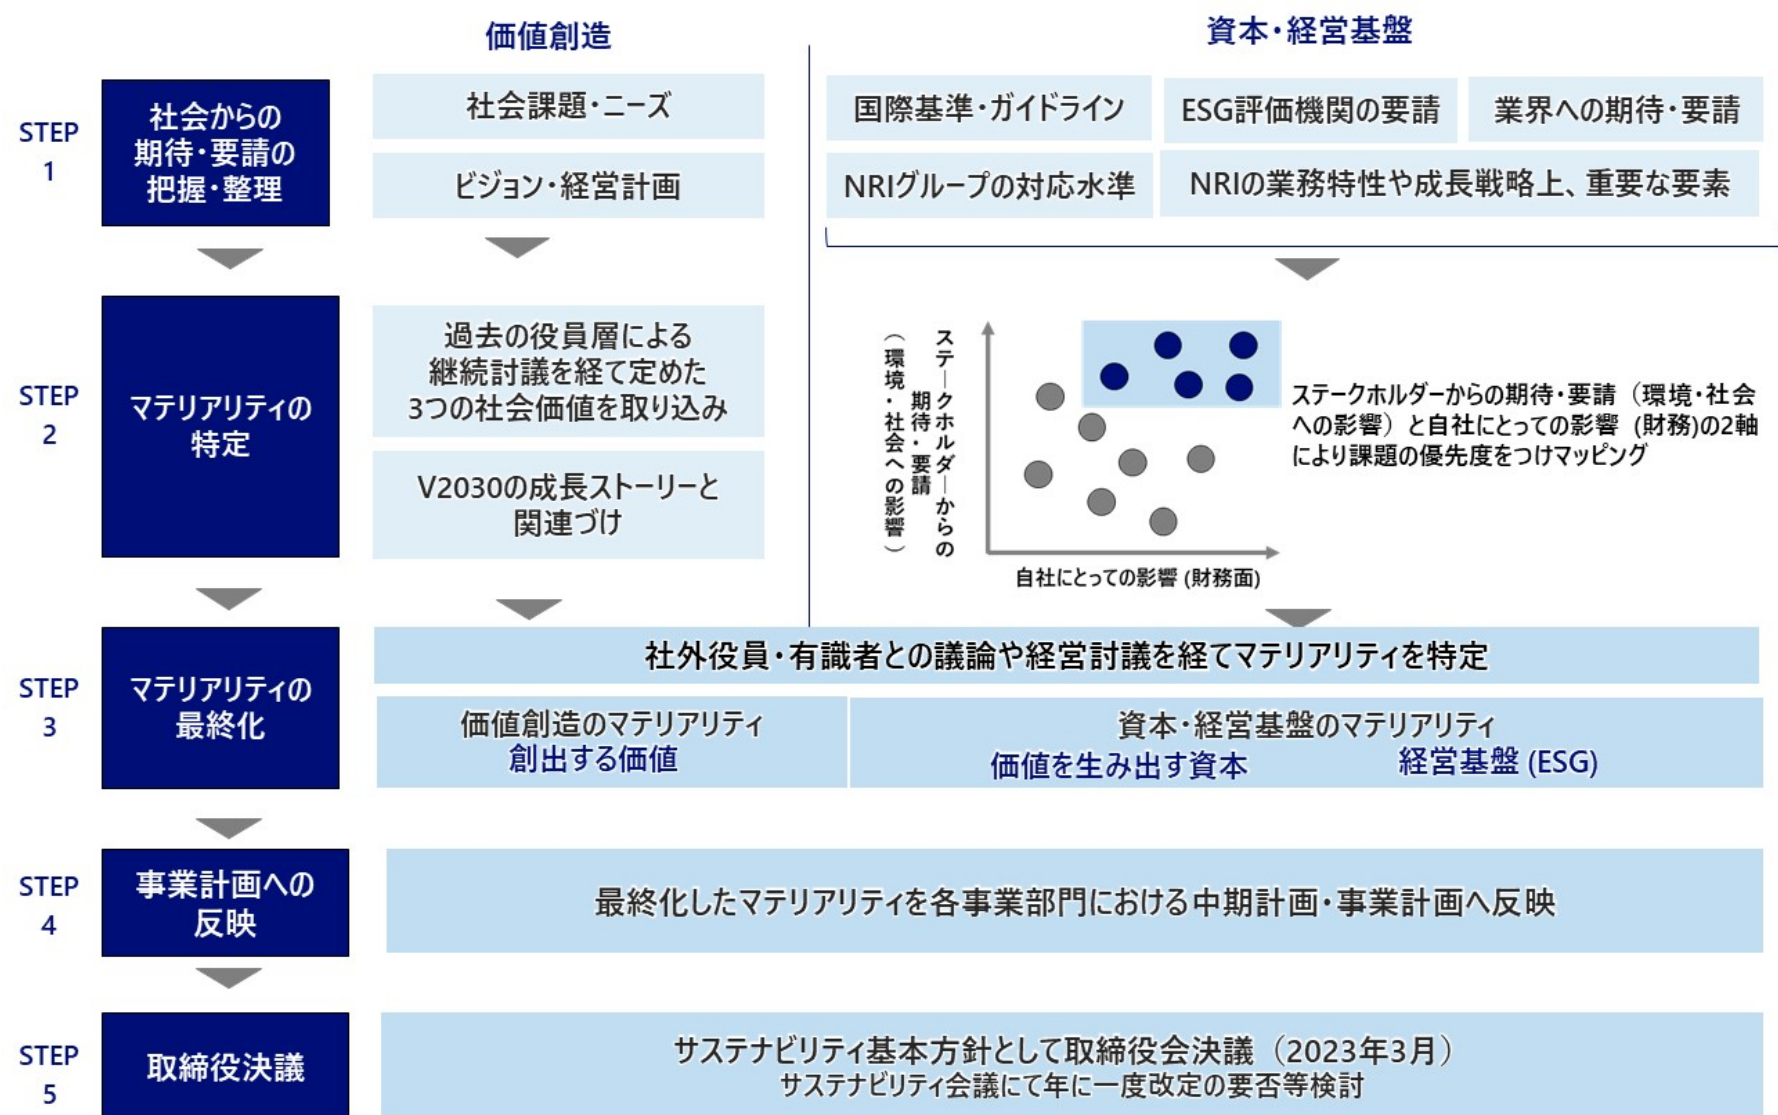 価値創造
資本・経営基盤
STEP
1
社会からの
期待・要請の
把握・整理
社会課題・ニーズ
ビジョン・経営計画
国際基準・ガイドライン
ESG評価機関の要請
業界への期待・要請
NRIグループの対応水準
NRIの業務特性や成長戦略上、重要な要素
STEP
2
マテリアリティの
特定
過去の役員層による
継続討議を経て定めた
3つの社会価値を取り込み
V2030の成長ストーリーと
関連づけ
ステークホルダーからの
期待・要請
（環境・社会への影響）
自社にとっての影響 (財務面)
ステークホルダーからの期待・要請（環境・社会
への影響）と自社にとっての影響 (財務)の2軸
により課題の優先度をつけマッピング
STEP
3
マテリアリティの
最終化
社外役員・有識者との議論や経営討議を経てマテリアリティを特定
価値創造のマテリアリティ
創出する価値
資本・経営基盤のマテリアリティ
価値を生み出す資本
経営基盤 (ESG)
STEP
4
事業計画への
反映
最終化したマテリアリティを各事業部門における中期計画・事業計画へ反映
STEP
5
取締役決議
サステナビリティ基本方針として取締役会決議（2023年3月）
サステナビリティ会議にて年に一度改定の要否等検討